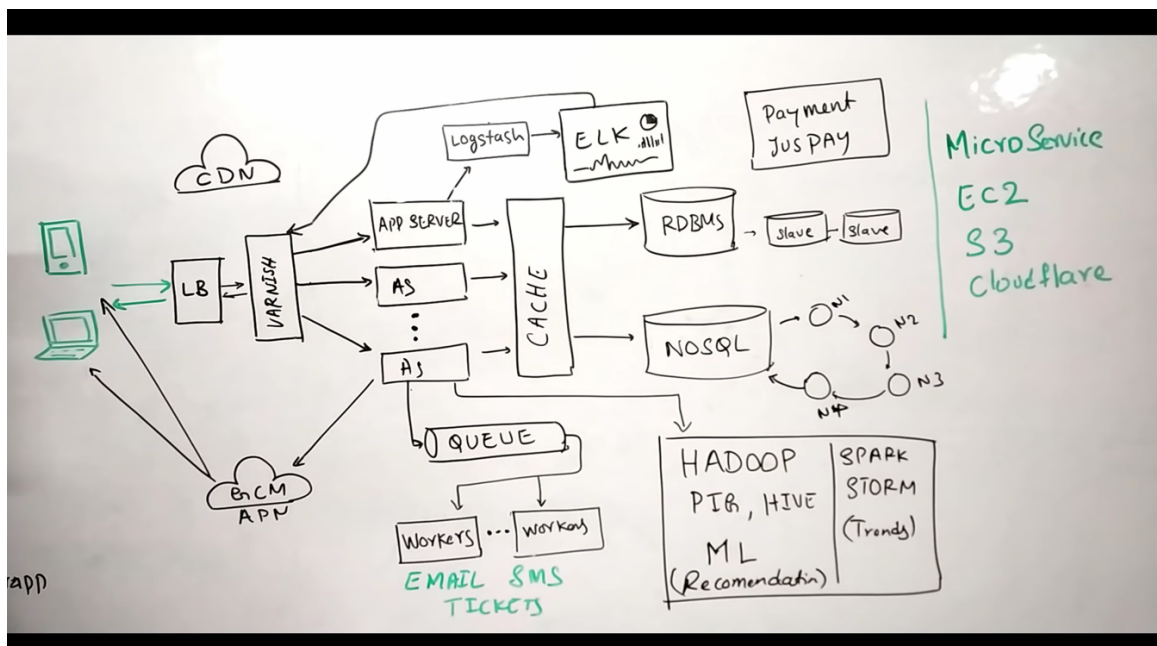 CDN
Logstash
ELK
Payment
JUSPAY
MicroService
EC2
S3
Cloudflare
LB
VARNISH
APP SERVER
AS
AS
CACHE
RDBMS
slave
slave
NOSQL
N1
N2
N3
N4
QUEUE
GCM
APN
Workers
...
Workers
EMAIL SMS
TICKETS
HADOOP
PIG, HIVE
ML
(Recomendatin)
SPARK
STORM
(Trends)